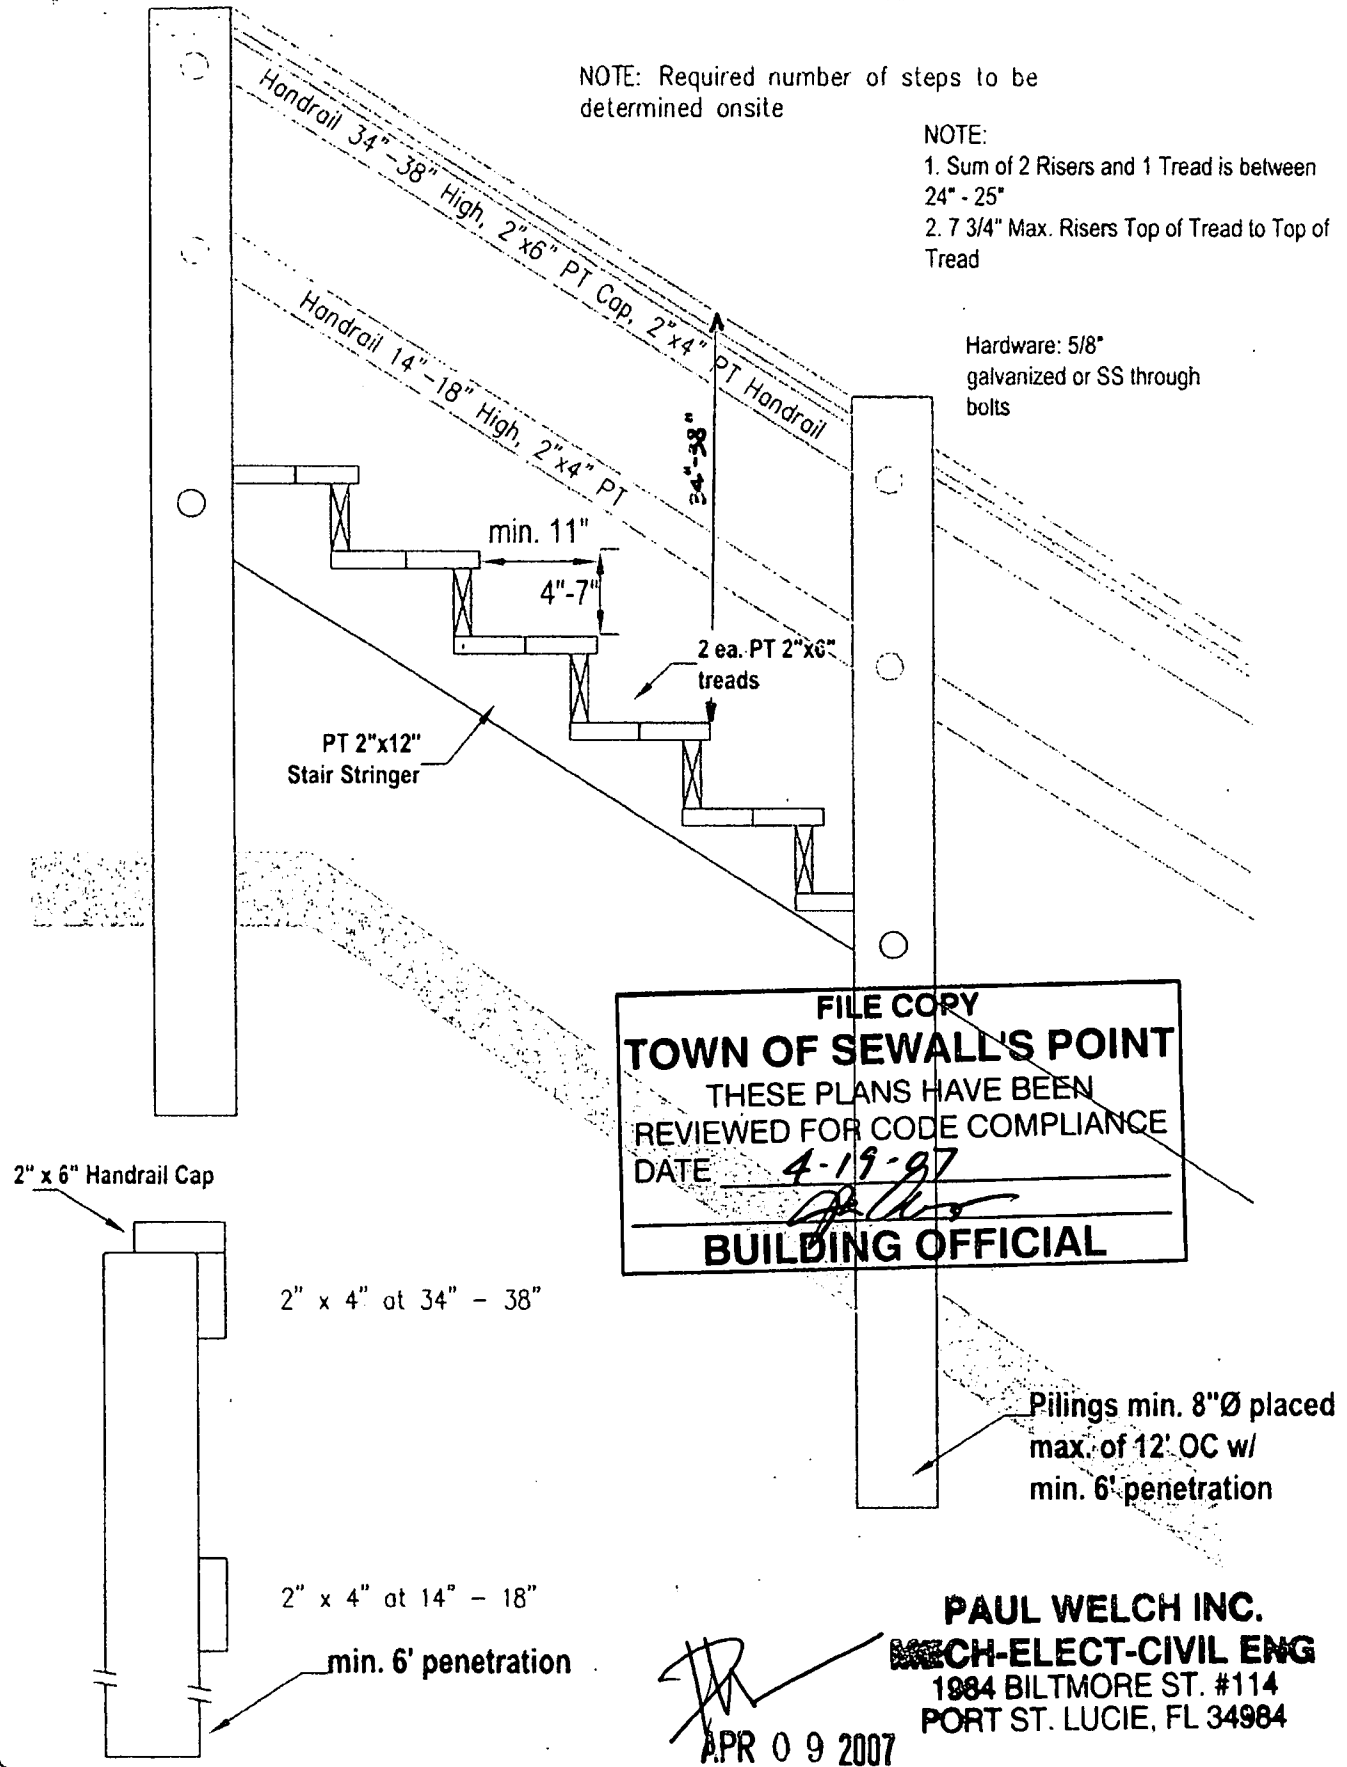 NOTE: Required number of steps to be
determined onsite
NOTE:
1. Sum of 2 Risers and 1 Tread is between
24" - 25"
2. 7 3/4" Max. Risers Top of Tread to Top of
Tread
Handrail 34"-38" High, 2"x6" PT Cap, 2"x4" PT Handrail
Handrail 14"-18" High, 2"x4" PT
Hardware: 5/8"
galvanized or SS through
bolts
34"-38"
min. 11"
4"-7"
2 ea. PT 2"x6"
treads
PT 2"x12"
Stair Stringer
FILE COPY
TOWN OF SEWALL'S POINT
THESE PLANS HAVE BEEN
REVIEWED FOR CODE COMPLIANCE
DATE 4-19-07
BUILDING OFFICIAL
2" x 6" Handrail Cap
2" x 4" at 34" - 38"
Pilings min. 8"Ø placed
max. of 12' OC w/
min. 6' penetration
2" x 4" at 14" - 18"
min. 6' penetration
PAUL WELCH INC.
MECH-ELECT-CIVIL ENG
1984 BILTMORE ST. #114
PORT ST. LUCIE, FL 34984
APR 09 2007